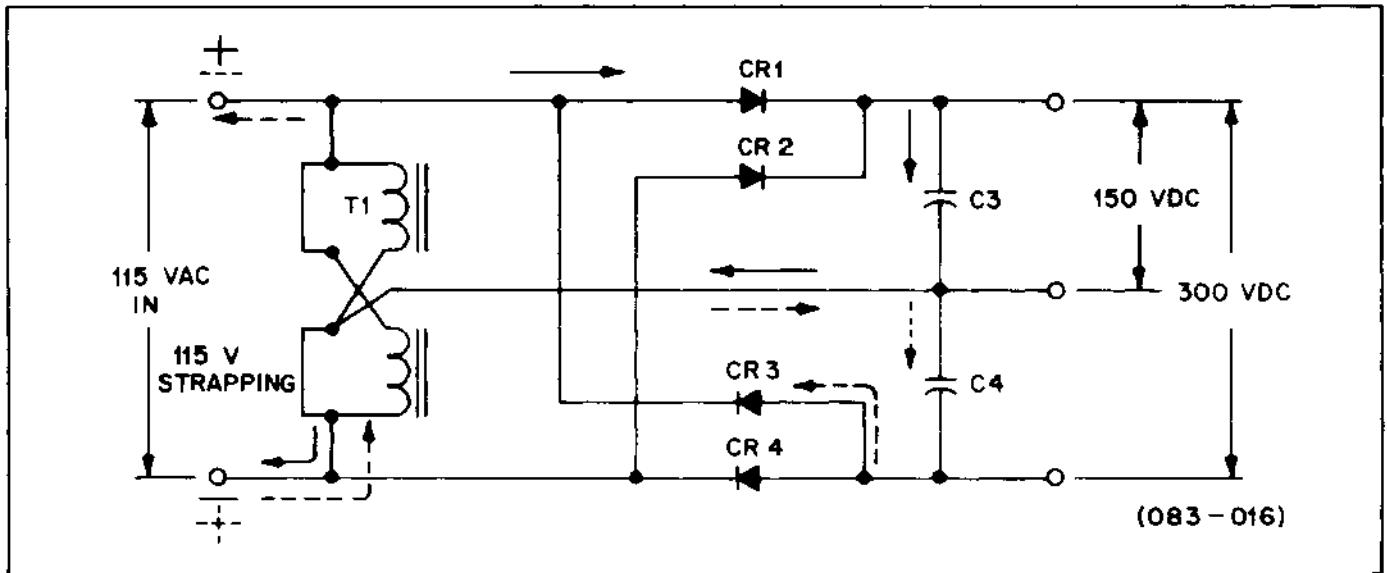 +
CR1
CR 2
T1
C3
150 VDC
115 VAC
IN
300 VDC
115 V
STRAPPING
CR 3
C4
CR 4
—
+
(083-016)